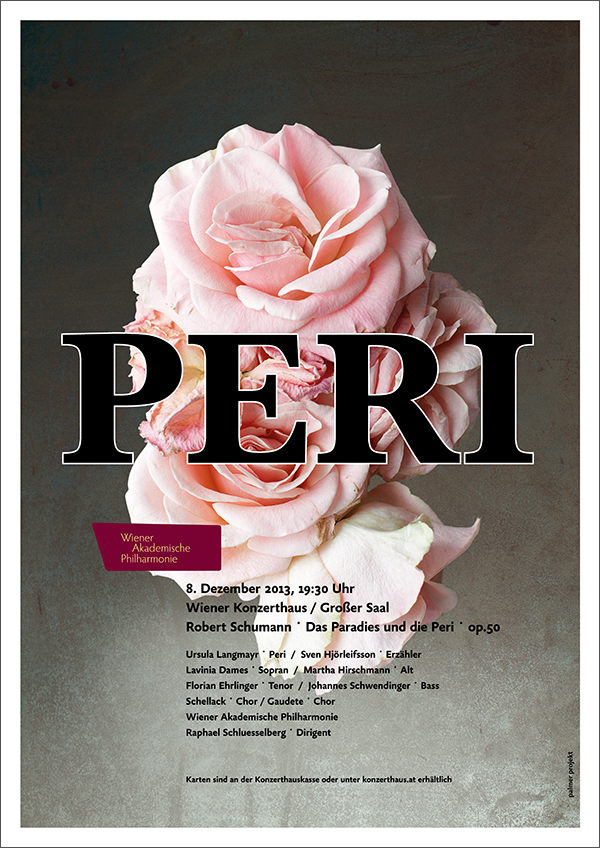 PERI
Wiener
Akademische
Philharmonie
8. Dezember 2013, 19:30 Uhr
Wiener Konzerthaus / Großer Saal
Robert Schumann * Das Paradies und die Peri * op.50
Ursula Langmayr * Peri / Sven Hjörleifsson * Erzähler
Lavinia Dames * Sopran / Martha Hirschmann * Alt
Florian Ehrlinger * Tenor / Johannes Schwendinger * Bass
Schellack * Chor / Gaudete * Chor
Wiener Akademische Philharmonie
Raphael Schluesselberg * Dirigent
Karten sind an der Konzerthauskasse oder unter konzerthaus.at erhältlich
palmer projekt